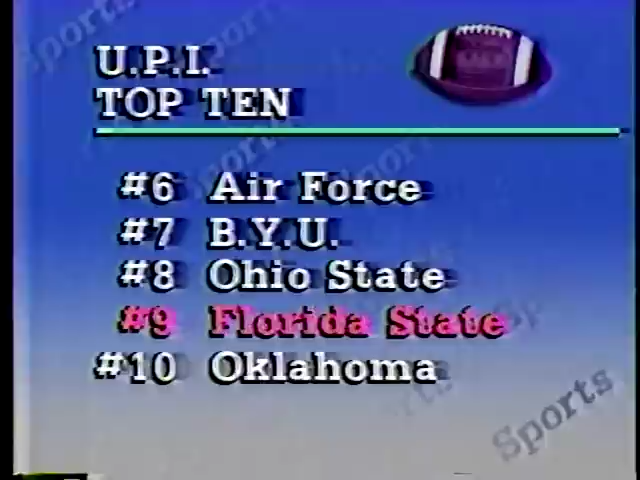 U.P.I.
TOP TEN
#6 Air Force
#7 B.Y.U.
#8 Ohio State
#9 Florida State
#10 Oklahoma
Sports